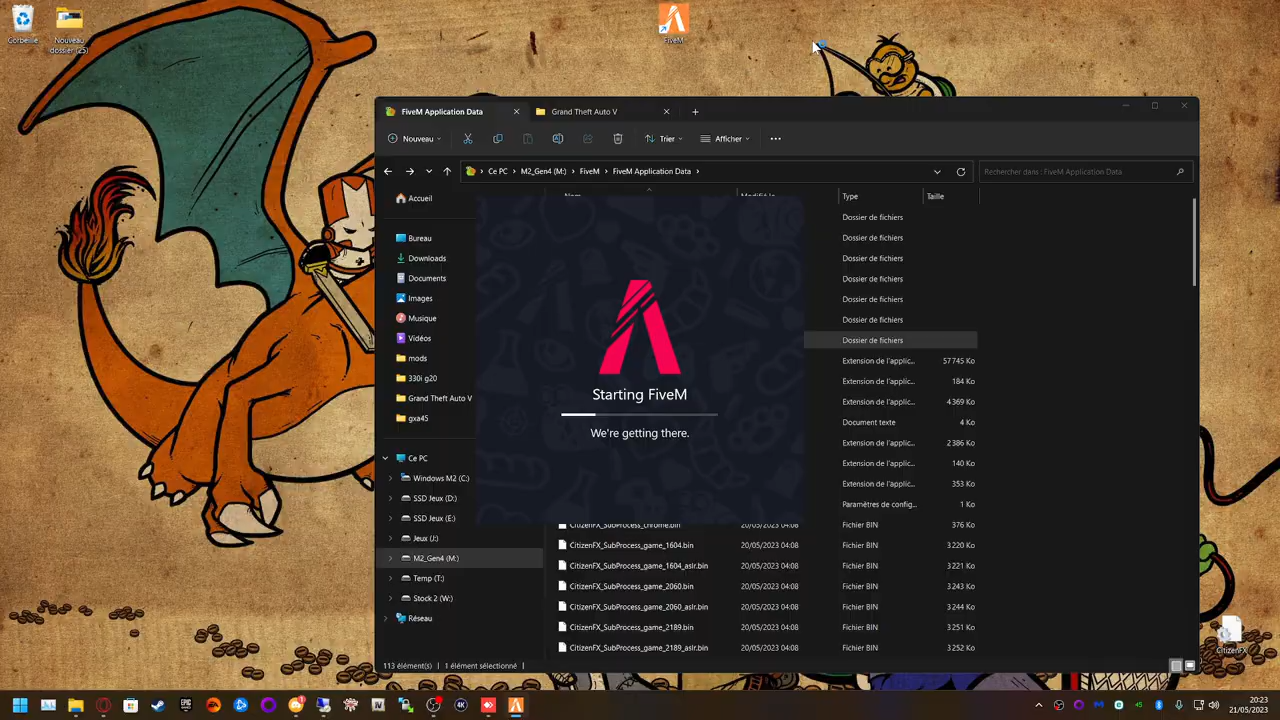 Corbeille
Nouveau
dossier (25)
FiveM
FiveM Application Data
Grand Theft Auto V
Nouveau
Trier
Afficher
Ce PC
M2_Gen4 (M:)
FiveM
FiveM Application Data
Rechercher dans : FiveM Application Data
Accueil
Type
Taille
Bureau
Downloads
Documents
Images
Musique
Vidéos
mods
330i g20
Grand Theft Auto V
gxa45
Ce PC
Windows M2 (C:)
SSD Jeux (D:)
SSD Jeux (E:)
Jeux (J:)
M2_Gen4 (M:)
Temp (T:)
Stock 2 (W:)
Réseau
Starting FiveM
We're getting there.
Dossier de fichiers
Dossier de fichiers
Dossier de fichiers
Dossier de fichiers
Dossier de fichiers
Dossier de fichiers
Dossier de fichiers
Extension de l'applic... 57 745 Ko
Extension de l'applic... 184 Ko
Extension de l'applic... 4 369 Ko
Document texte 4 Ko
Extension de l'applic... 2 386 Ko
Extension de l'applic... 140 Ko
Extension de l'applic... 353 Ko
Paramètres de config... 1 Ko
CitizenFX_SubProcess_chrome.bin 20/05/2023 04:08 Fichier BIN 376 Ko
CitizenFX_SubProcess_game_1604.bin 20/05/2023 04:08 Fichier BIN 3 220 Ko
CitizenFX_SubProcess_game_1604_aslr.bin 20/05/2023 04:08 Fichier BIN 3 221 Ko
CitizenFX_SubProcess_game_2060.bin 20/05/2023 04:08 Fichier BIN 3 243 Ko
CitizenFX_SubProcess_game_2060_aslr.bin 20/05/2023 04:08 Fichier BIN 3 244 Ko
CitizenFX_SubProcess_game_2189.bin 20/05/2023 04:08 Fichier BIN 3 251 Ko
CitizenFX_SubProcess_game_2189_aslr.bin 20/05/2023 04:08 Fichier BIN 3 252 Ko
113 élément(s)
1 élément sélectionné
CitizenFX
EPIC
EA
4K
20:23
21/05/2023